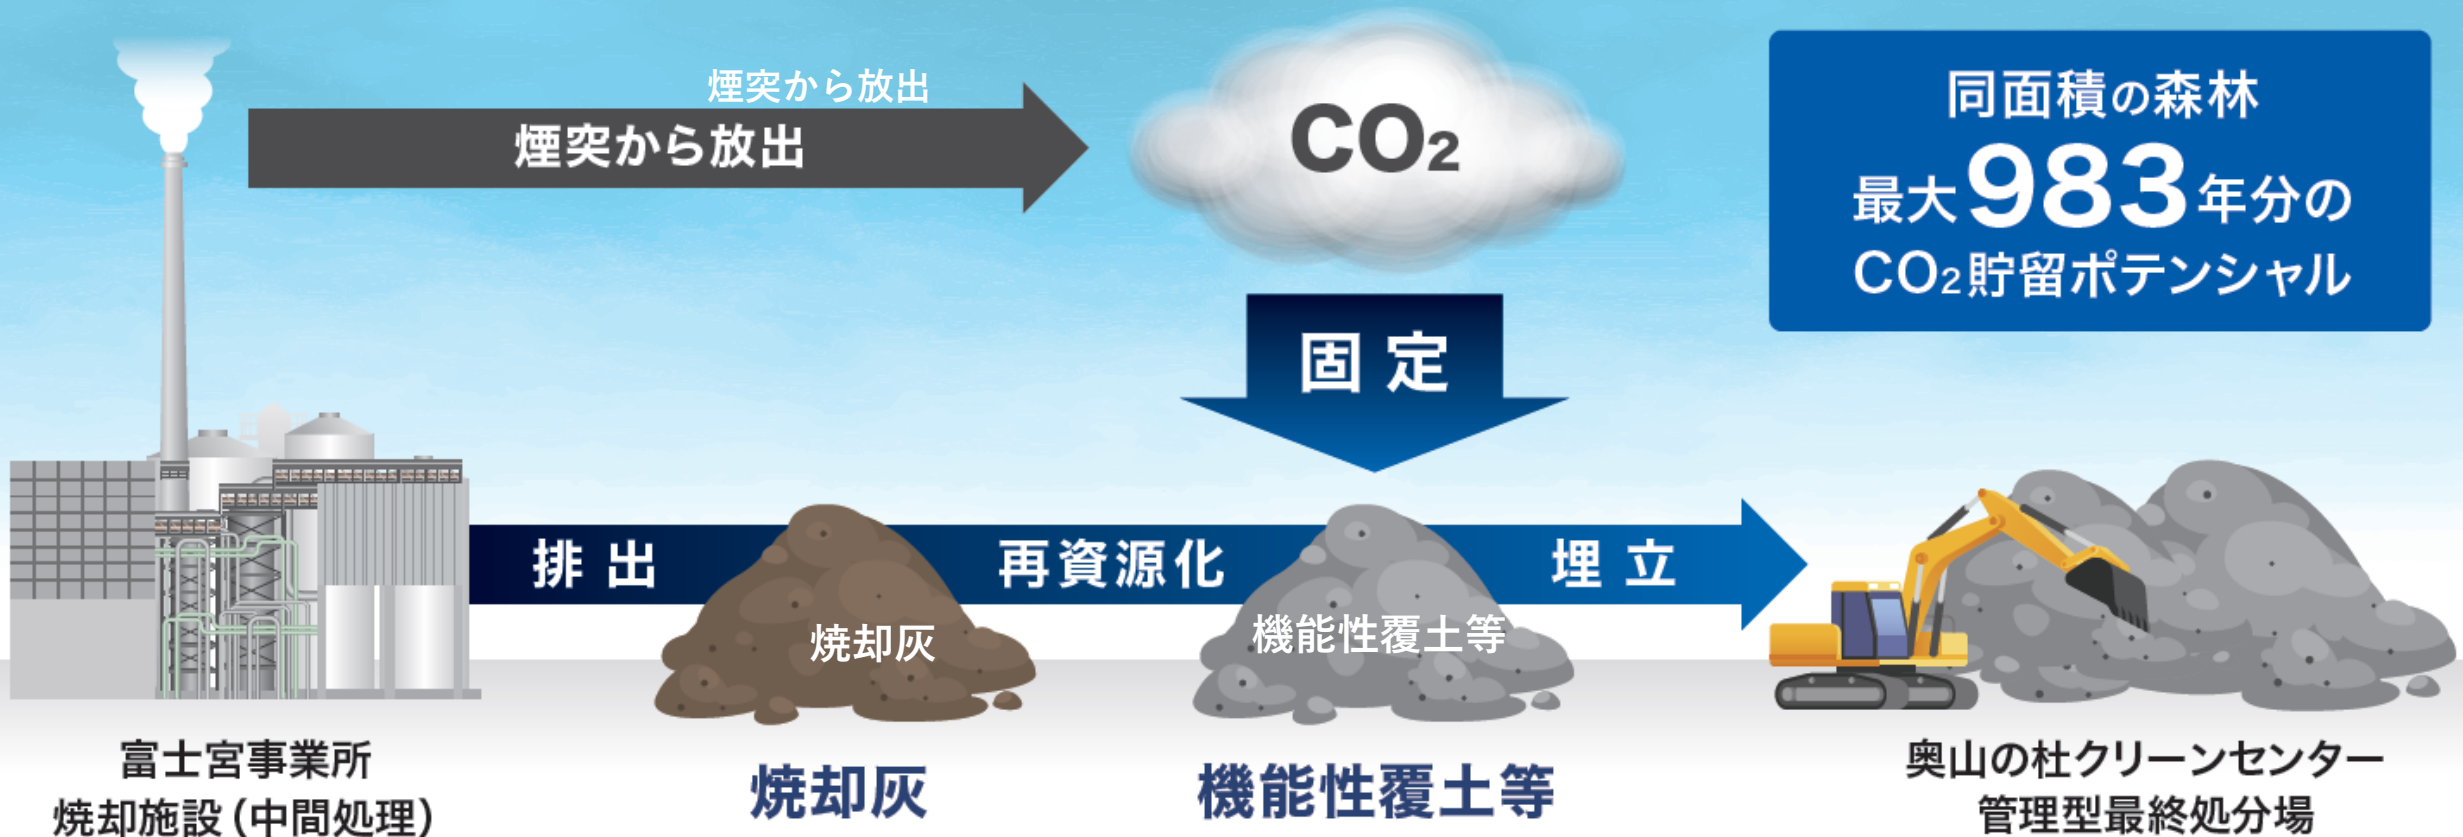 煙突から放出
煙突から放出
CO₂
同面積の森林
最大983年分の
CO₂貯留ポテンシャル
固定
排出
再資源化
埋立
焼却灰
機能性覆土等
富士宮事業所
焼却施設(中間処理)
焼却灰
機能性覆土等
奥山の杜クリーンセンター
管理型最終処分場